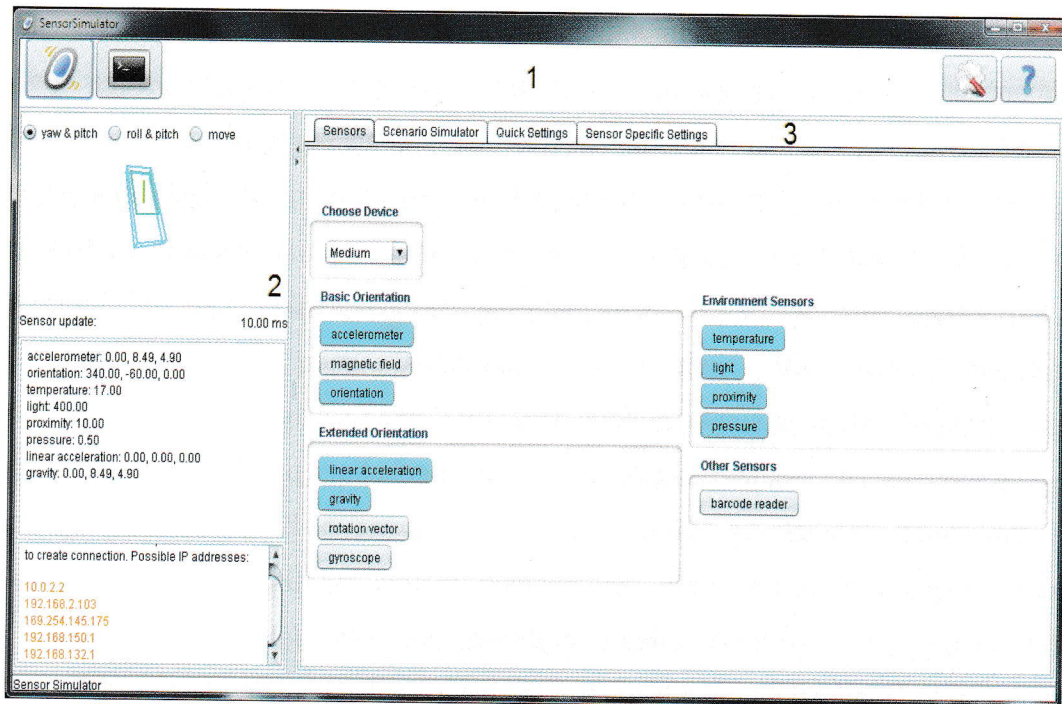 SensorSimulator
1
yaw & pitch roll & pitch move
2
Sensor update: 10.00 ms
accelerometer: 0.00, 8.49, 4.90
orientation: 340.00, -60.00, 0.00
temperature: 17.00
light: 400.00
proximity: 10.00
pressure: 0.50
linear acceleration: 0.00, 0.00, 0.00
gravity: 0.00, 8.49, 4.90
to create connection. Possible IP addresses:
10.0.2.2
192.168.2.103
169.254.145.175
192.168.150.1
192.168.132.1
Sensors Scenario Simulator Quick Settings Sensor Specific Settings 3
Choose Device
Medium
Basic Orientation
accelerometer
magnetic field
orientation
Extended Orientation
linear acceleration
gravity
rotation vector
gyroscope
Environment Sensors
temperature
light
proximity
pressure
Other Sensors
barcode reader
Sensor Simulator